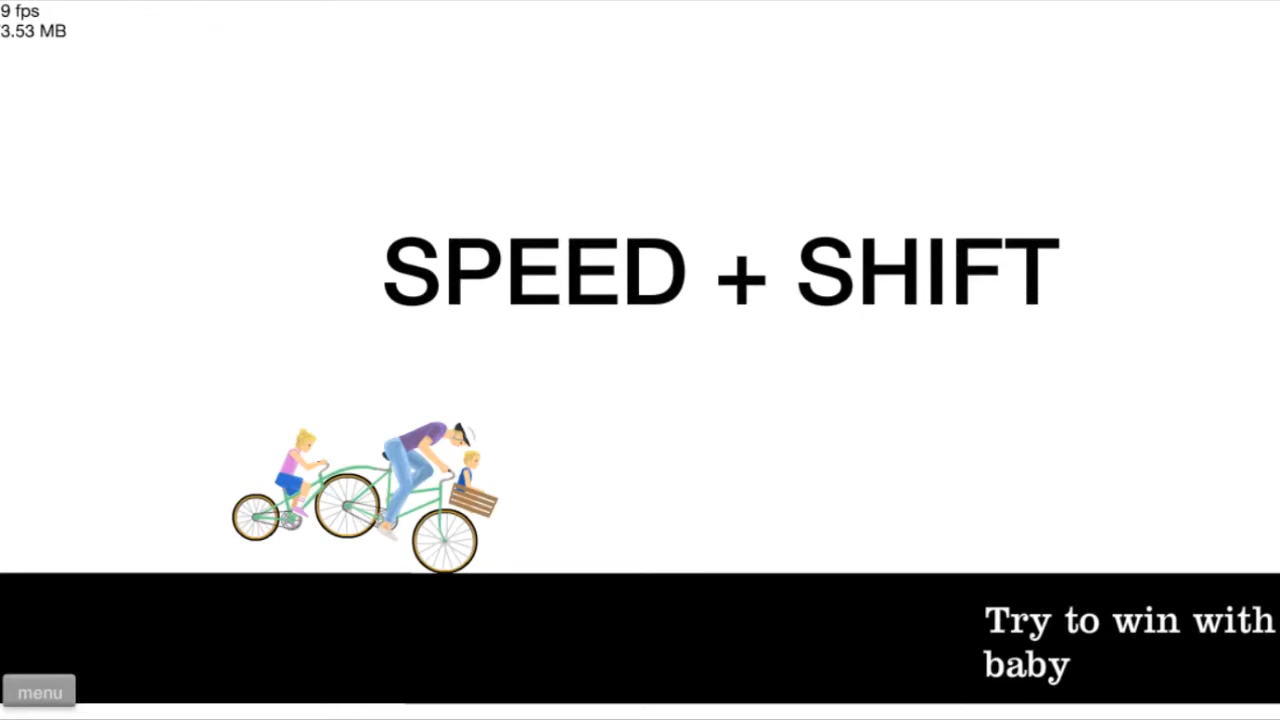 9 fps
3.53 MB
SPEED + SHIFT
Try to win with
baby
menu